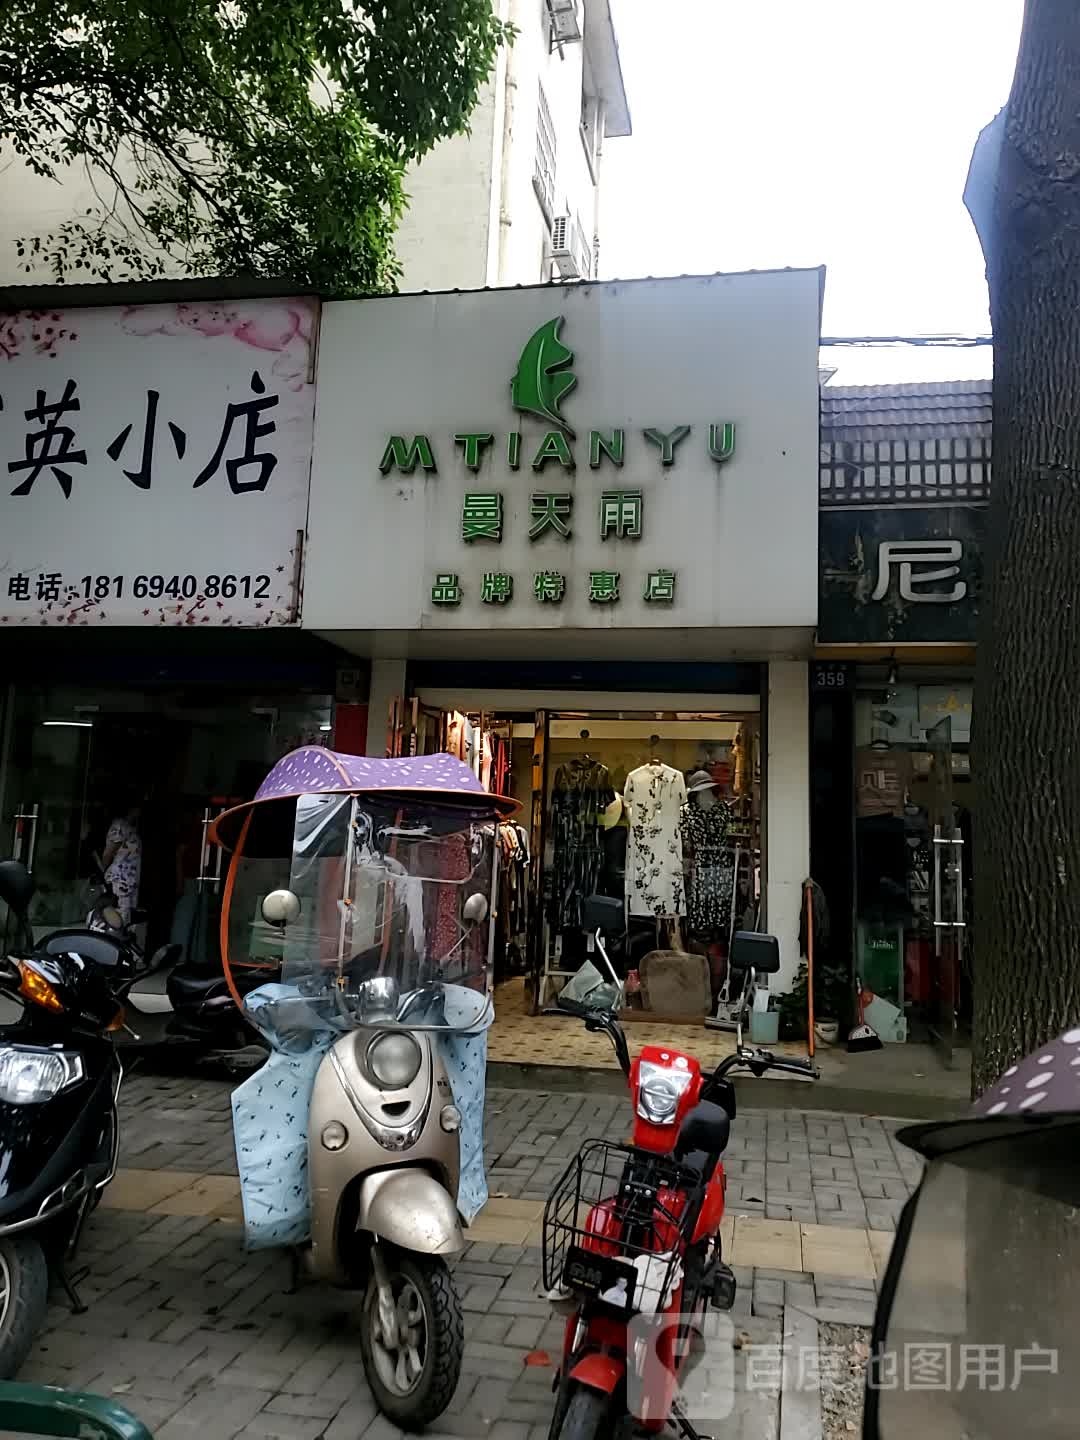 英小店
电话:181 6940 8612
MTIANYU
曼天雨
品牌特惠店
尼
359
百度地图用户